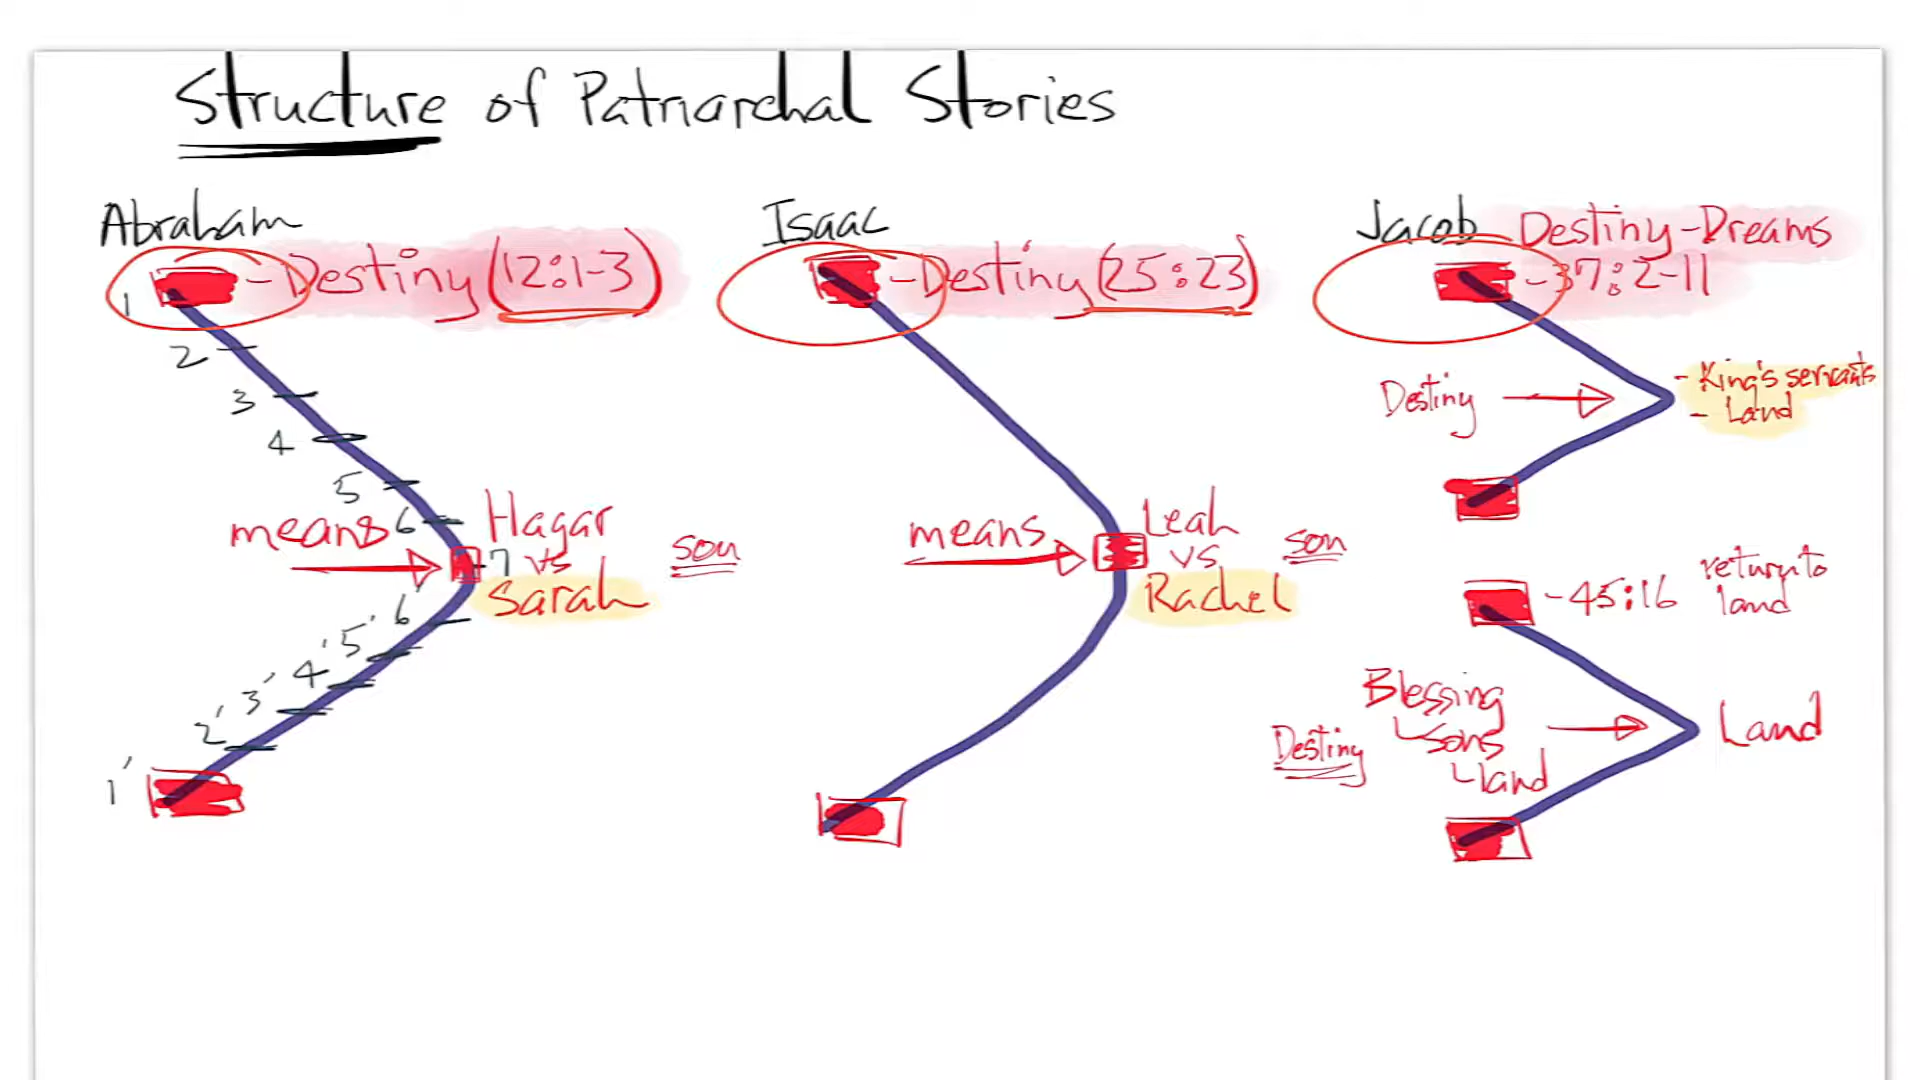 Structure of Patriarchal Stories
Abraham
1
- Destiny (12:1-3)
2
3
4
5
means
6
7
Hagar
vs
Sarah
son
6'
5'
4'
3'
2'
1'
Isaac
- Destiny (25:23)
means
Leah
vs
Rachel
son
Jacob
Destiny - Dreams
- 37:2-11
Destiny
- King's servants
- Land
- 45:16
return to
land
Destiny
Blessing
sons
land
Land